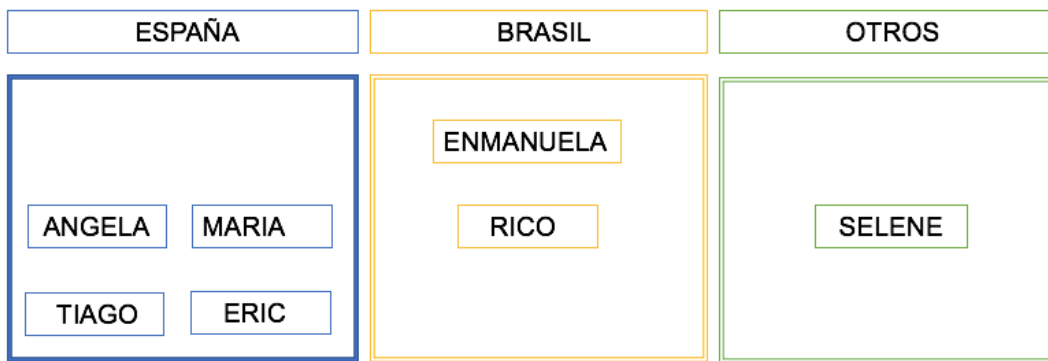 ESPAÑA
BRASIL
OTROS
ENMANUELA
ANGELA
MARIA
RICO
SELENE
TIAGO
ERIC